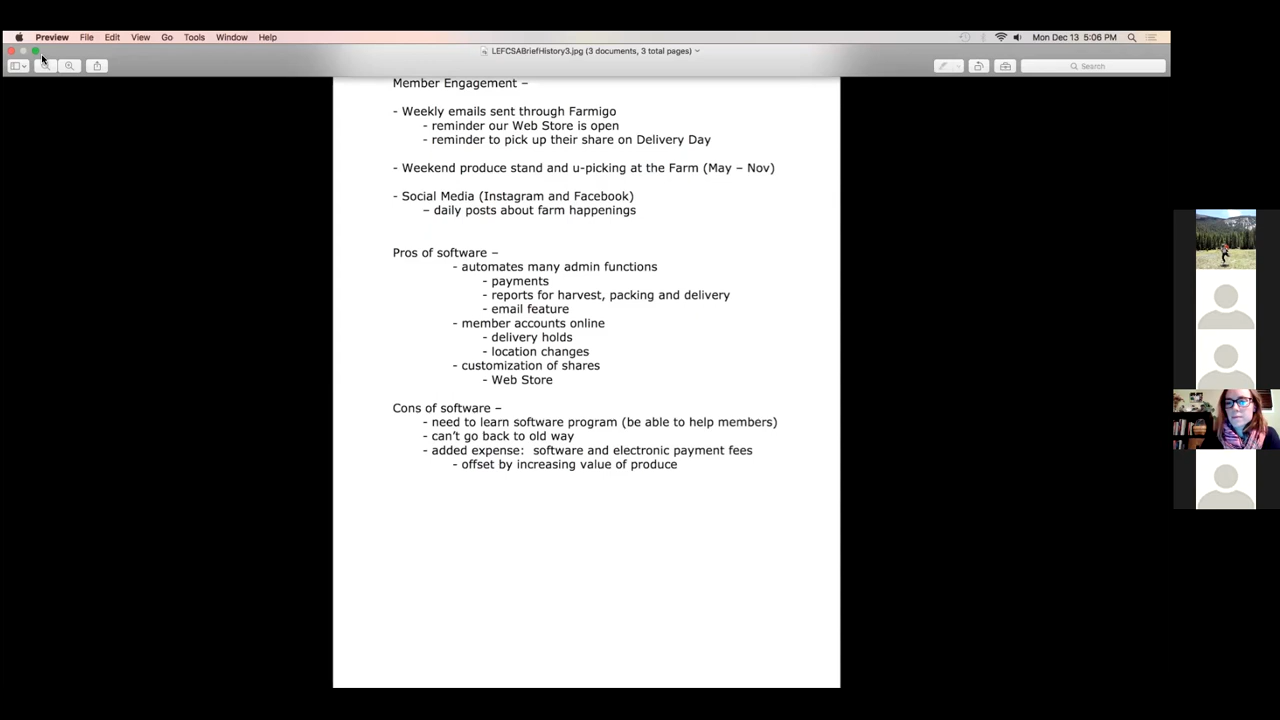 Preview File Edit View Go Tools Window Help Mon Dec 13 5:06 PM
LEFCSABriefHistory3.jpg (3 documents, 3 total pages)
Search
Member Engagement –
- Weekly emails sent through Farmigo
- reminder our Web Store is open
- reminder to pick up their share on Delivery Day
- Weekend produce stand and u-picking at the Farm (May – Nov)
- Social Media (Instagram and Facebook)
– daily posts about farm happenings
Pros of software –
- automates many admin functions
- payments
- reports for harvest, packing and delivery
- email feature
- member accounts online
- delivery holds
- location changes
- customization of shares
- Web Store
Cons of software –
- need to learn software program (be able to help members)
- can't go back to old way
- added expense: software and electronic payment fees
- offset by increasing value of produce